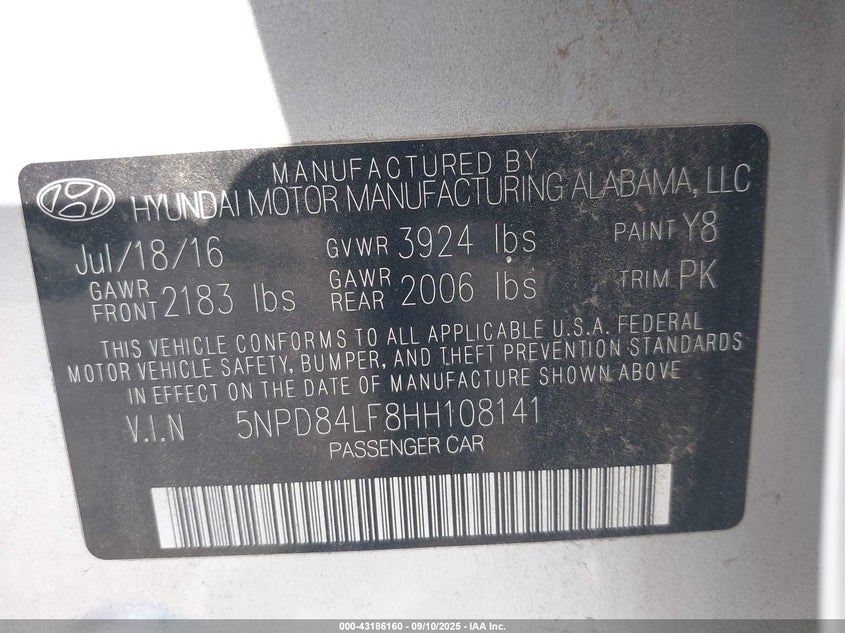 MANUFACTURED BY
HYUNDAI MOTOR MANUFACTURING ALABAMA, LLC
Jul/18/16 GVWR 3924 lbs PAINT Y8
GAWR FRONT 2183 lbs GAWR REAR 2006 lbs TRIM PK
THIS VEHICLE CONFORMS TO ALL APPLICABLE U.S.A. FEDERAL
MOTOR VEHICLE SAFETY, BUMPER, AND THEFT PREVENTION STANDARDS
IN EFFECT ON THE DATE OF MANUFACTURE SHOWN ABOVE
V.I.N 5NPD84LF8HH108141
PASSENGER CAR
000-43186160 - 09/10/2025 - IAA Inc.